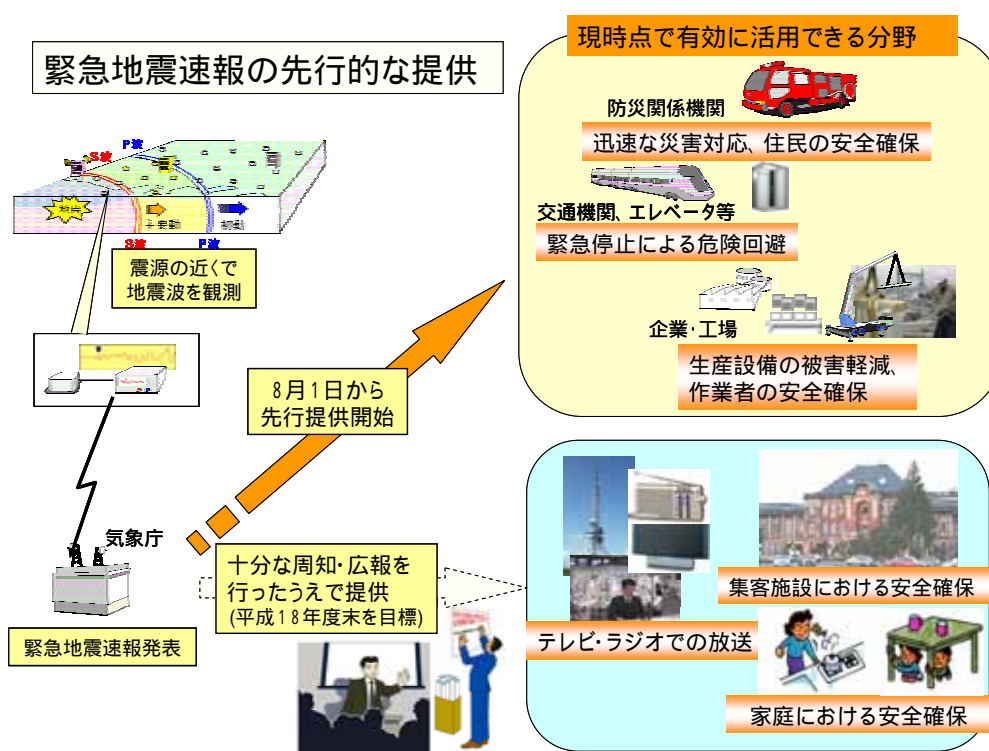 緊急地震速報の先行的な提供
P波
S波
地震
主要動
初動
S波
P波
震源の近くで
地震波を観測
気象庁
緊急地震速報発表
8月1日から
先行提供開始
十分な周知・広報を
行ったうえで提供
(平成18年度末を目標)
現時点で有効に活用できる分野
防災関係機関
迅速な災害対応、住民の安全確保
交通機関、エレベータ等
緊急停止による危険回避
企業・工場
生産設備の被害軽減、
作業者の安全確保
テレビ・ラジオでの放送
集客施設における安全確保
家庭における安全確保